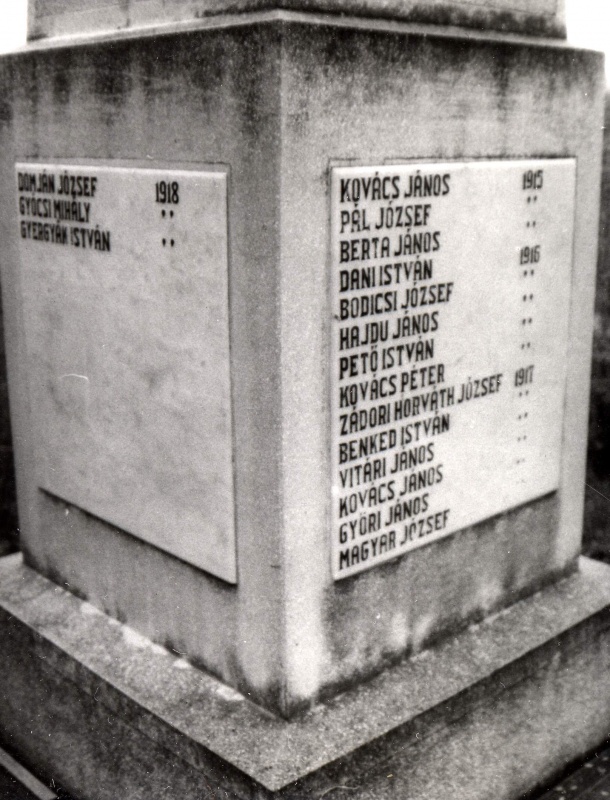 DOMJÁN JÓZSEF 1918
GYÓCSI MIHÁLY "
GYERGYÁN ISTVÁN "
KOVÁCS JÁNOS 1915
PÁL JÓZSEF "
BERTA JÁNOS "
DANI ISTVÁN 1916
BODICSI JÓZSEF "
HAJDU JÁNOS "
PETŐ ISTVÁN "
KOVÁCS PÉTER "
ZÁDORI HORVÁTH JÓZSEF 1917
BENKED ISTVÁN "
VITÁRI JÁNOS "
KOVÁCS JÁNOS "
GYŐRI JÁNOS "
MAGYAR JÓZSEF "